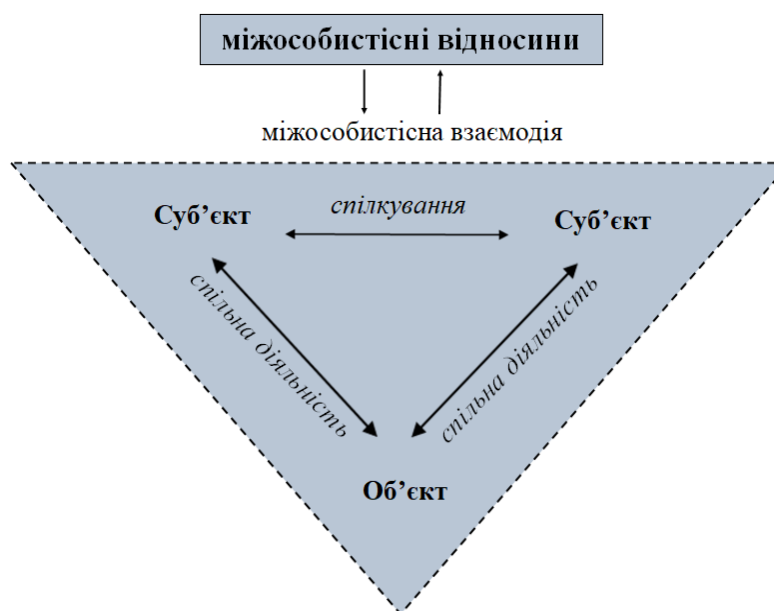 міжособистісні відносини
міжособистісна взаємодія
Суб’єкт
спілкування
Суб’єкт
спільна діяльність
спільна діяльність
Об’єкт